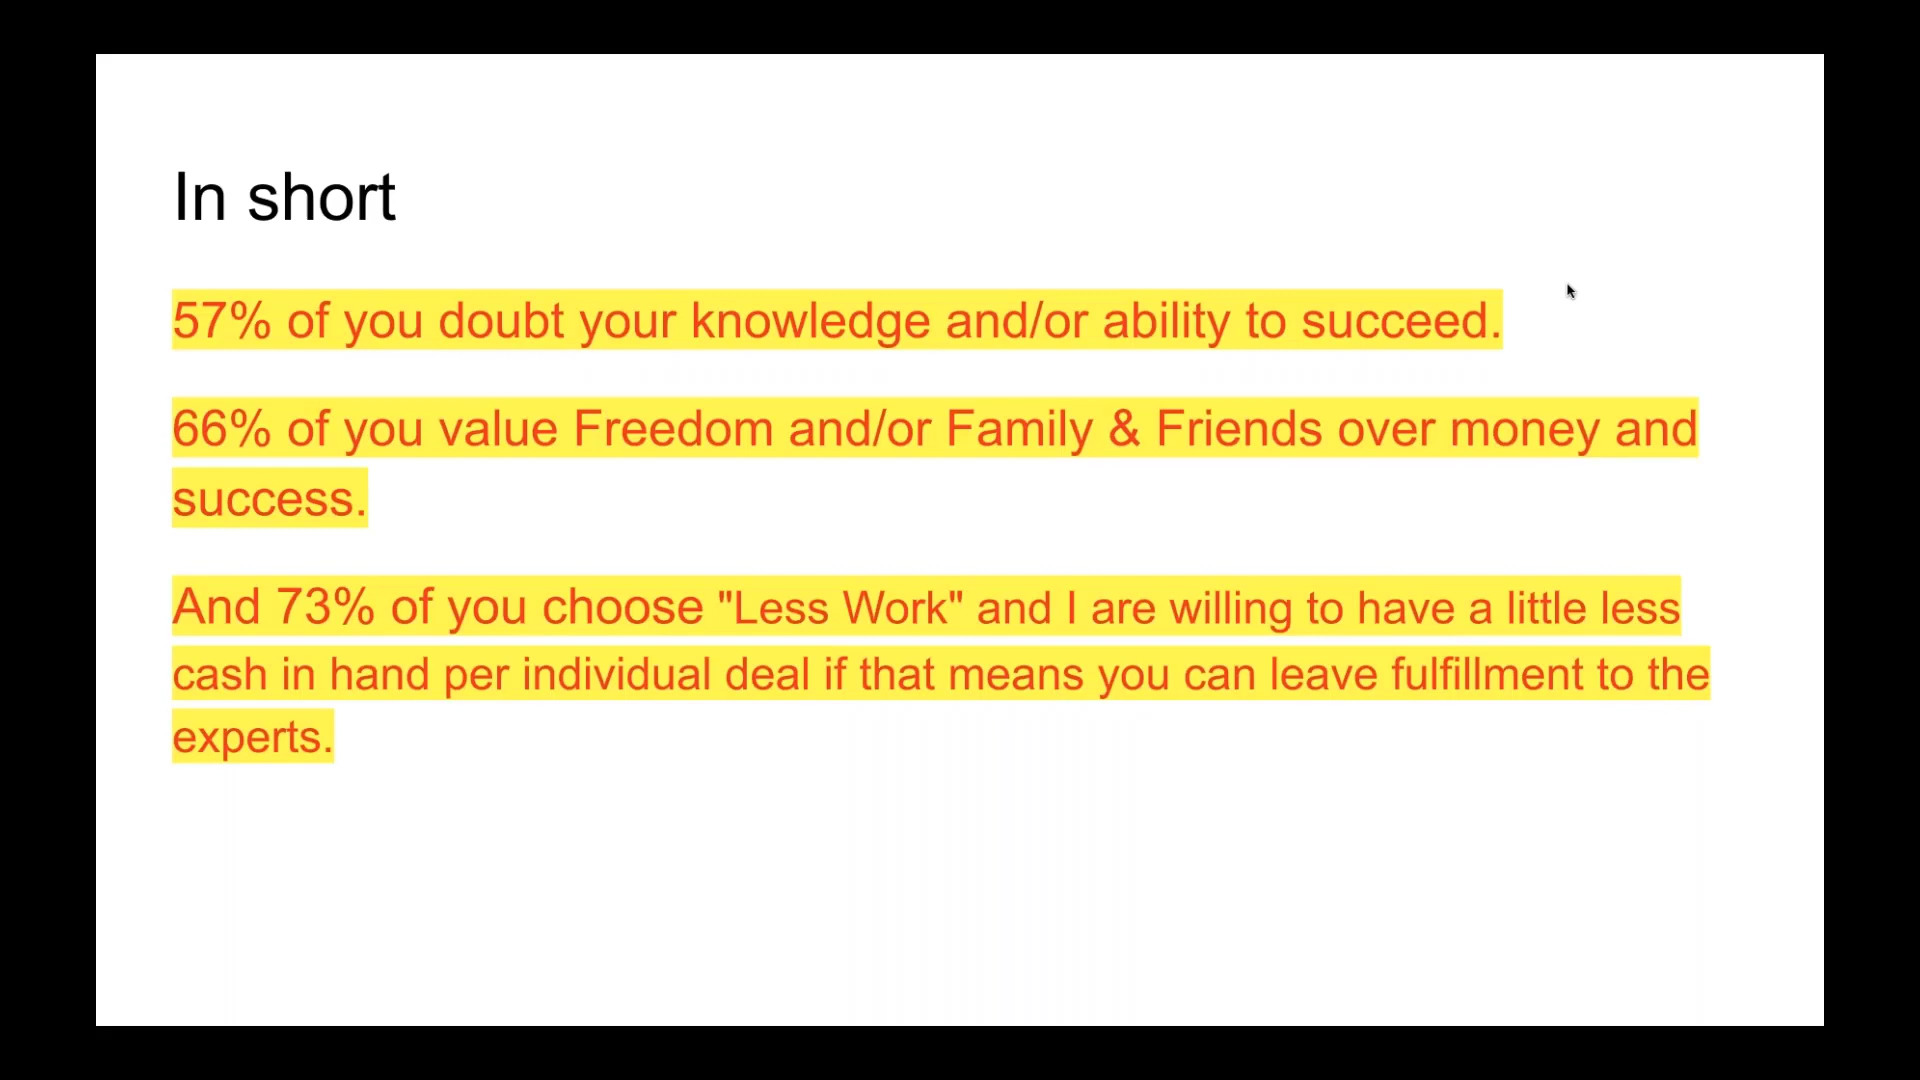 In short
57% of you doubt your knowledge and/or ability to succeed.
66% of you value Freedom and/or Family & Friends over money and
success.
And 73% of you choose "Less Work" and I are willing to have a little less
cash in hand per individual deal if that means you can leave fulfillment to the
experts.